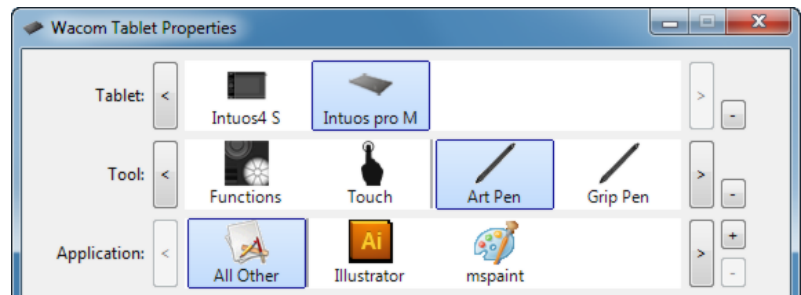 Wacom Tablet Properties
Tablet: < Intuos4 S Intuos pro M > -
Tool: < Functions Touch Art Pen Grip Pen > -
Application: < All Other Ai Illustrator mspaint > + -